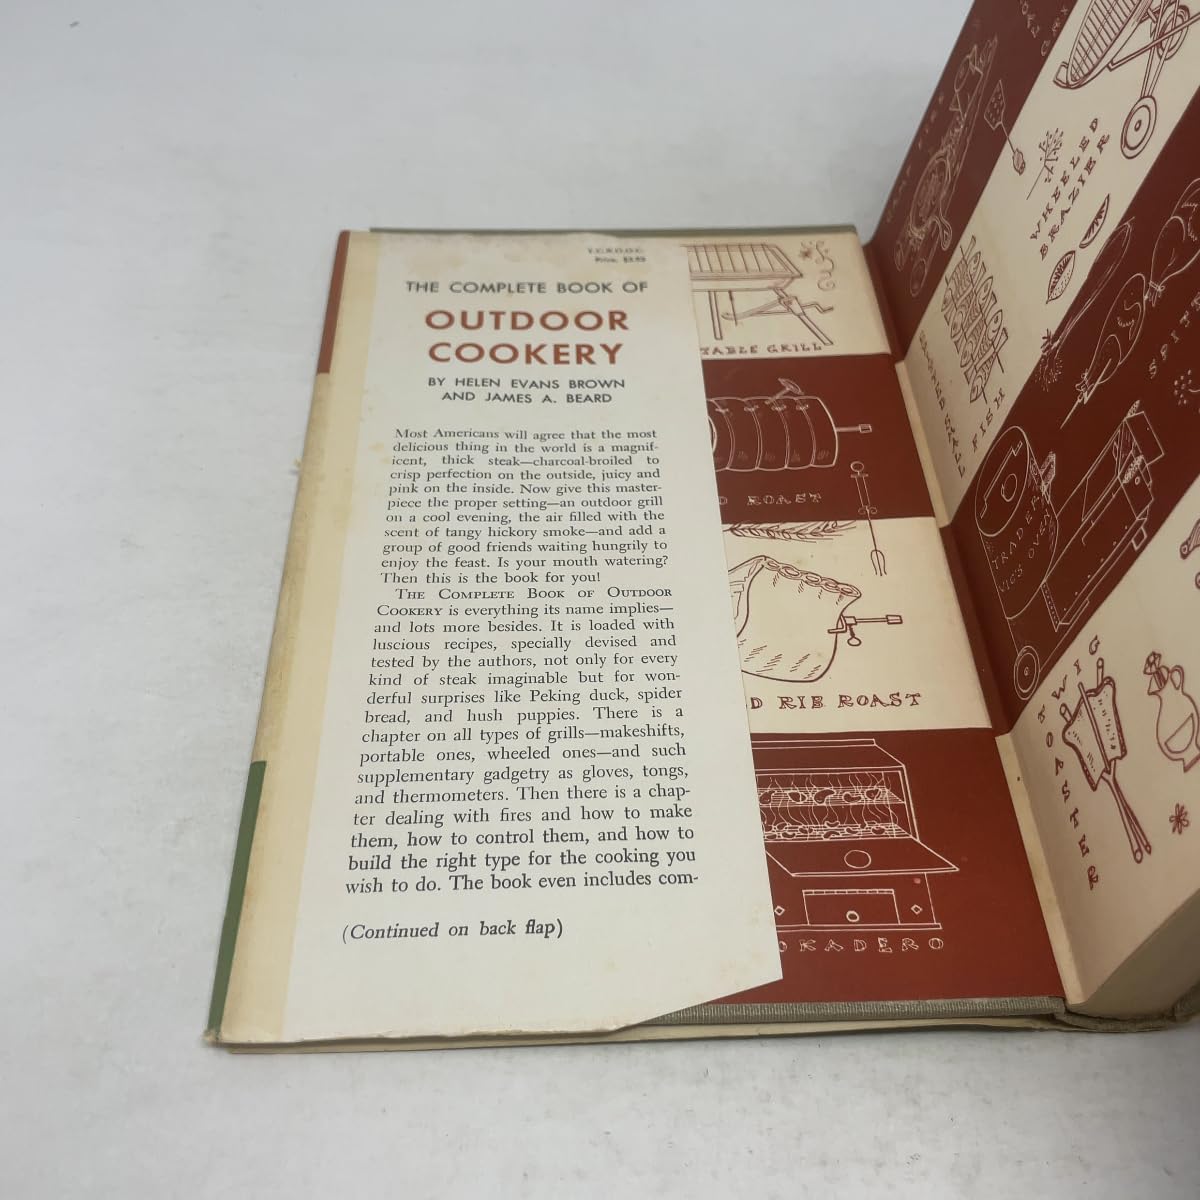 Price, $3.95
THE COMPLETE BOOK OF
OUTDOOR
COOKERY
BY HELEN EVANS BROWN
AND JAMES A. BEARD
Most Americans will agree that the most
delicious thing in the world is a magnif-
icent, thick steak—charcoal-broiled to
crisp perfection on the outside, juicy and
pink on the inside. Now give this master-
piece the proper setting—an outdoor grill
on a cool evening, the air filled with the
scent of tangy hickory smoke—and add a
group of good friends waiting hungrily to
enjoy the feast. Is your mouth watering?
Then this is the book for you!
THE COMPLETE BOOK OF OUTDOOR
COOKERY is everything its name implies—
and lots more besides. It is loaded with
luscious recipes, specially devised and
tested by the authors, not only for every
kind of steak imaginable but for won-
derful surprises like Peking duck, spider
bread, and hush puppies. There is a
chapter on all types of grills—makeshifts,
portable ones, wheeled ones—and such
supplementary gadgetry as gloves, tongs,
and thermometers. Then there is a chap-
ter dealing with fires and how to make
them, how to control them, and how to
build the right type for the cooking you
wish to do. The book even includes com-
(Continued on back flap)
TABLE GRILL
D ROAST
D RIB ROAST
OKADERO
CAMP FIRE
WHEELED
BRAZIER
FISH
SPIT
TRADER
VIC'S OVEN
TWIG
TOASTER